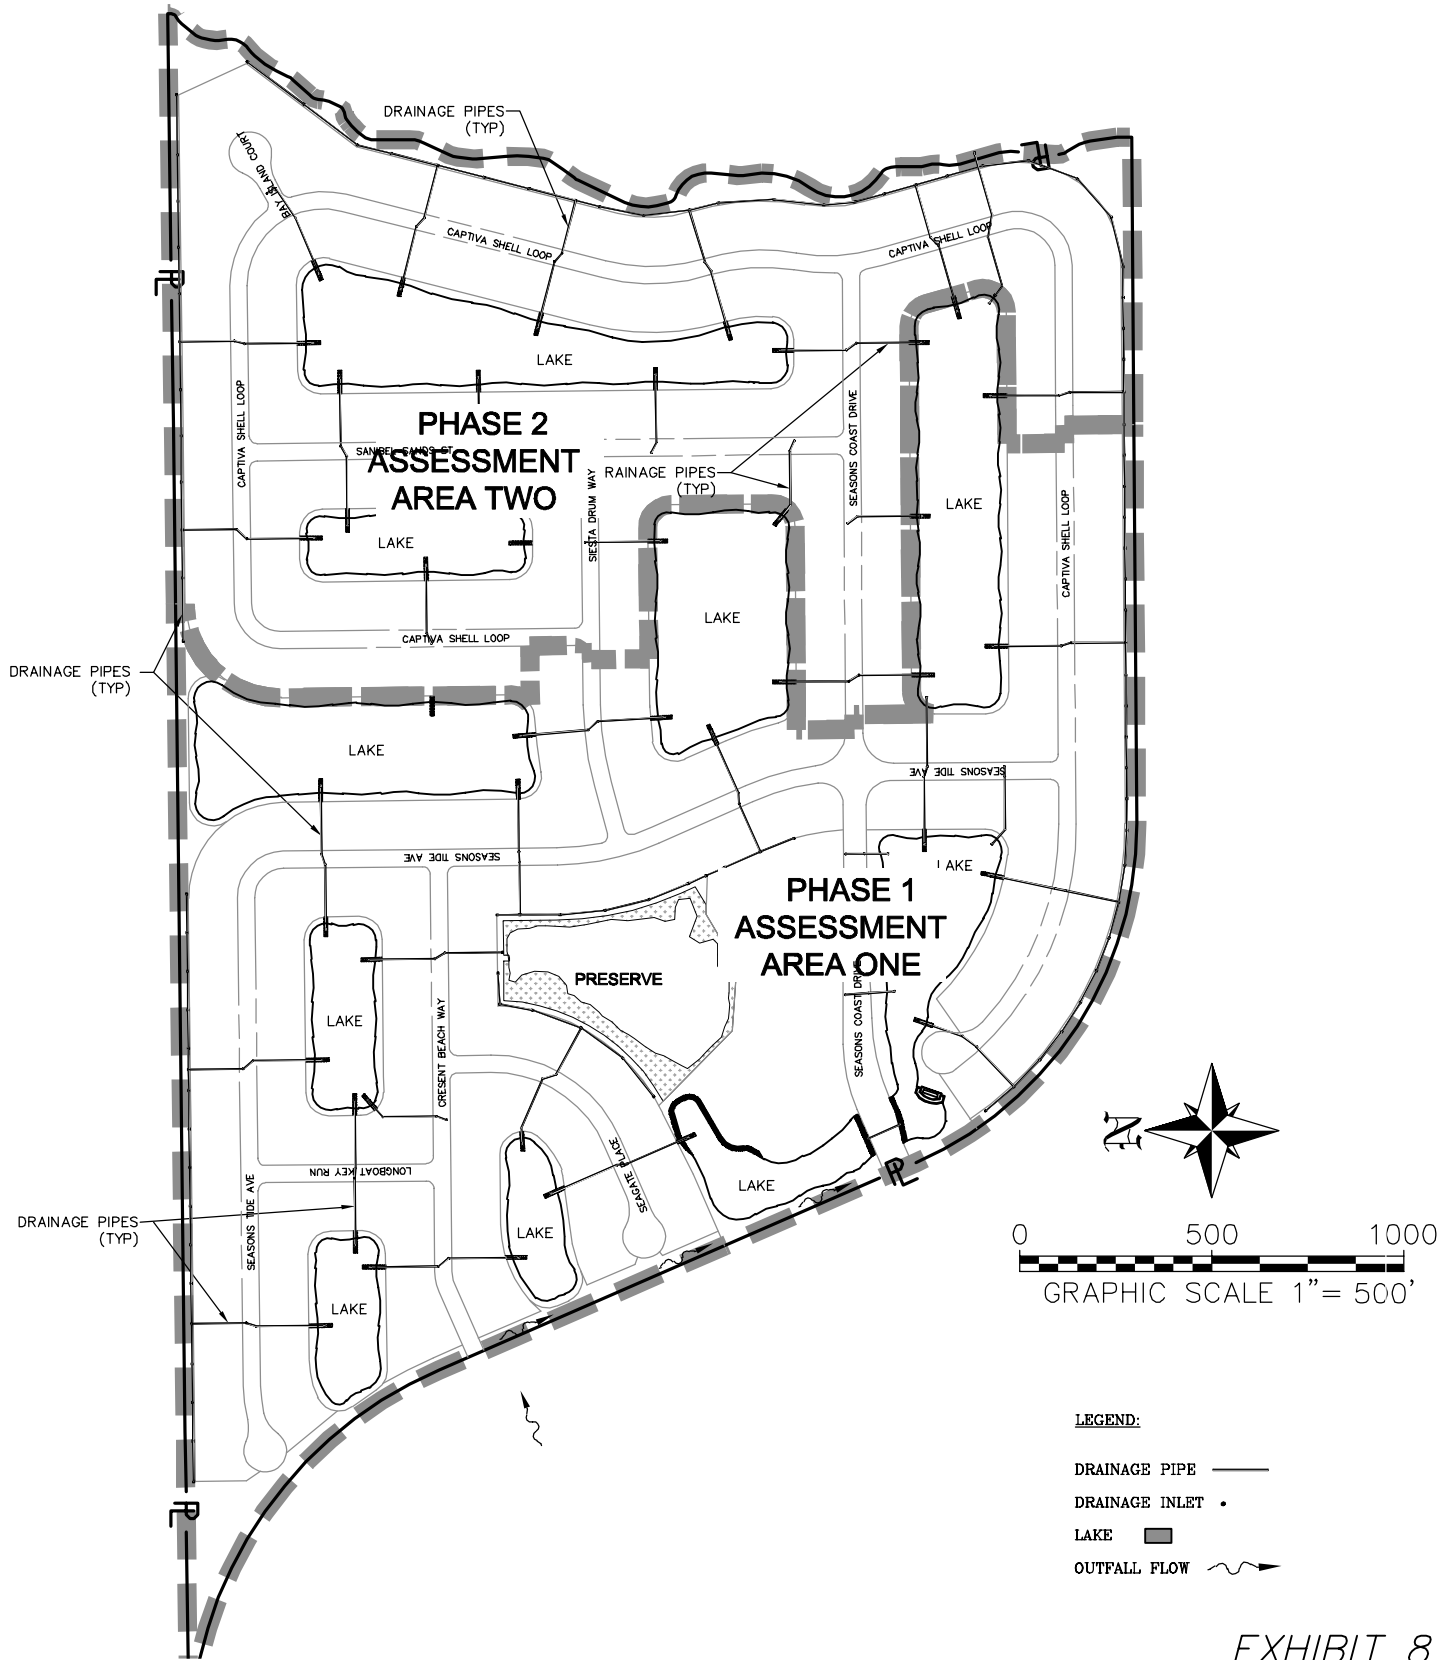 DRAINAGE PIPES
(TYP)
BAY ISLAND COURT
CAPTIVA SHELL LOOP
CAPTIVA SHELL LOOP
PL
PL
LAKE
CAPTIVA SHELL LOOP
PHASE 2
ASSESSMENT
AREA TWO
SANIBEL SANDS ST
SIESTA DRUM WAY
RAINAGE PIPES
(TYP)
SEASONS COAST DRIVE
LAKE
CAPTIVA SHELL LOOP
LAKE
LAKE
CAPTIVA SHELL LOOP
DRAINAGE PIPES
(TYP)
LAKE
SEASONS TIDE AVE
SEASONS TIDE AVE
LAKE
PHASE 1
ASSESSMENT
AREA ONE
PRESERVE
SEASONS COAST DRIVE
LAKE
CRESENT BEACH WAY
LONGBOAT KEY RUN
SEAGATE PLACE
SEASONS TIDE AVE
DRAINAGE PIPES
(TYP)
LAKE
LAKE
LAKE
PL
PL
N
0 500 1000
GRAPHIC SCALE 1"= 500'
LEGEND:
DRAINAGE PIPE
DRAINAGE INLET
LAKE
OUTFALL FLOW
EXHIBIT 8